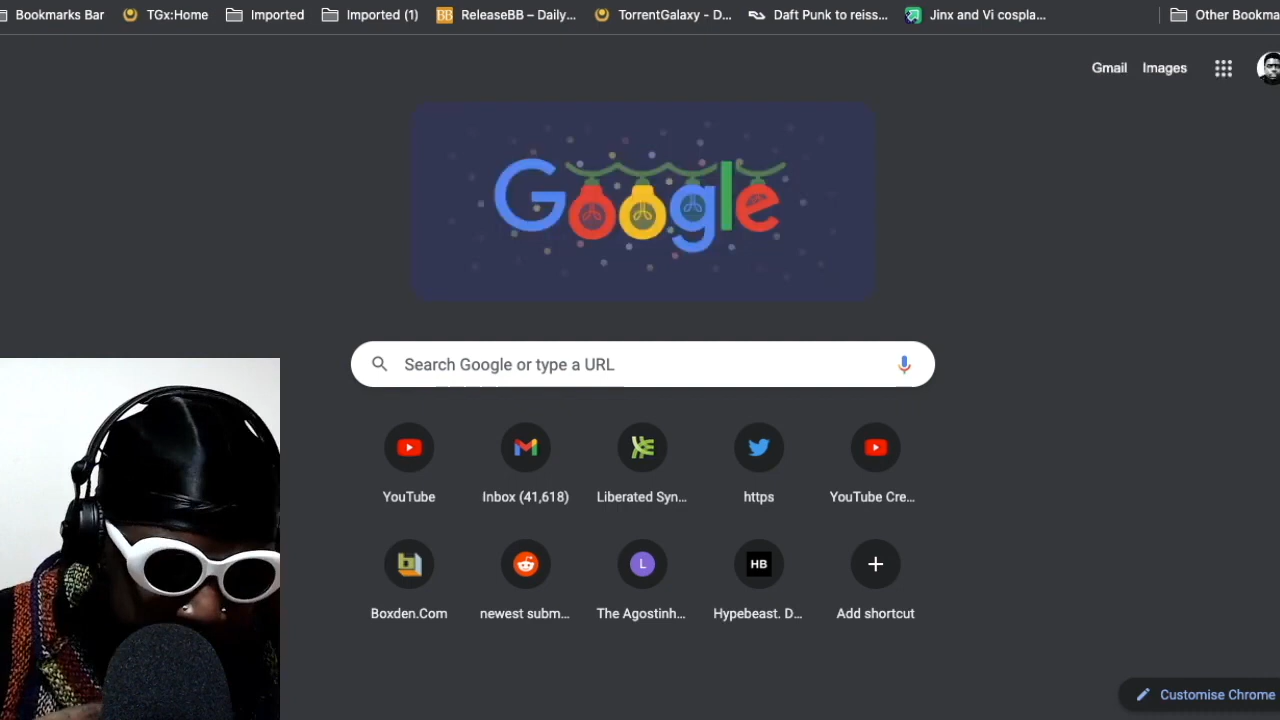 Bookmarks Bar
TGx:Home
Imported
Imported (1)
ReleaseBB – Daily...
TorrentGalaxy - D...
Daft Punk to reiss...
Jinx and Vi cospla...
Other Bookma
Gmail
Images
Google
Search Google or type a URL
YouTube
Inbox (41,618)
Liberated Syn...
https
YouTube Cre...
Boxden.Com
newest subm...
The Agostinh...
Hypebeast. D...
Add shortcut
BB
L
HB
Customise Chrome